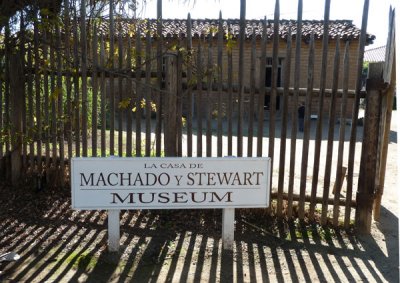 LA CASA DE
MACHADO Y STEWART
MUSEUM